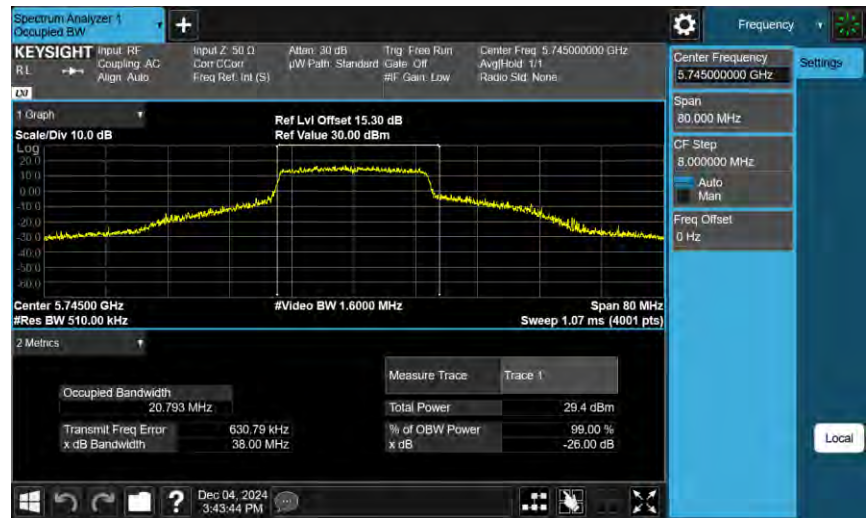 Spectrum Analyzer 1
Occupied BW
+
Frequency
KEYSIGHT Input: RF Input Z: 50 Ω Atten: 30 dB Trig: Free Run Center Freq: 5.745000000 GHz
RL Coupling: AC Corr CCorr µW Path: Standard Gate: Off Avg|Hold: 1/1
Align: Auto Freq Ref: Int (S) #IF Gain: Low Radio Std: None
LXI
Center Frequency
5.745000000 GHz
Settings
Span
80.000 MHz
CF Step
8.000000 MHz
Auto
Man
Freq Offset
0 Hz
1 Graph
Ref Lvl Offset 15.30 dB
Scale/Div 10.0 dB Ref Value 30.00 dBm
Log
20.0
10.0
0.00
-10.0
-20.0
-30.0
-40.0
-50.0
-60.0
Center 5.74500 GHz #Video BW 1.6000 MHz Span 80 MHz
#Res BW 510.00 kHz Sweep 1.07 ms (4001 pts)
2 Metrics
Measure Trace Trace 1
Occupied Bandwidth
20.793 MHz Total Power 29.4 dBm
Transmit Freq Error 630.79 kHz % of OBW Power 99.00 %
x dB Bandwidth 38.00 MHz x dB -26.00 dB
Local
? Dec 04, 2024
3:43:44 PM